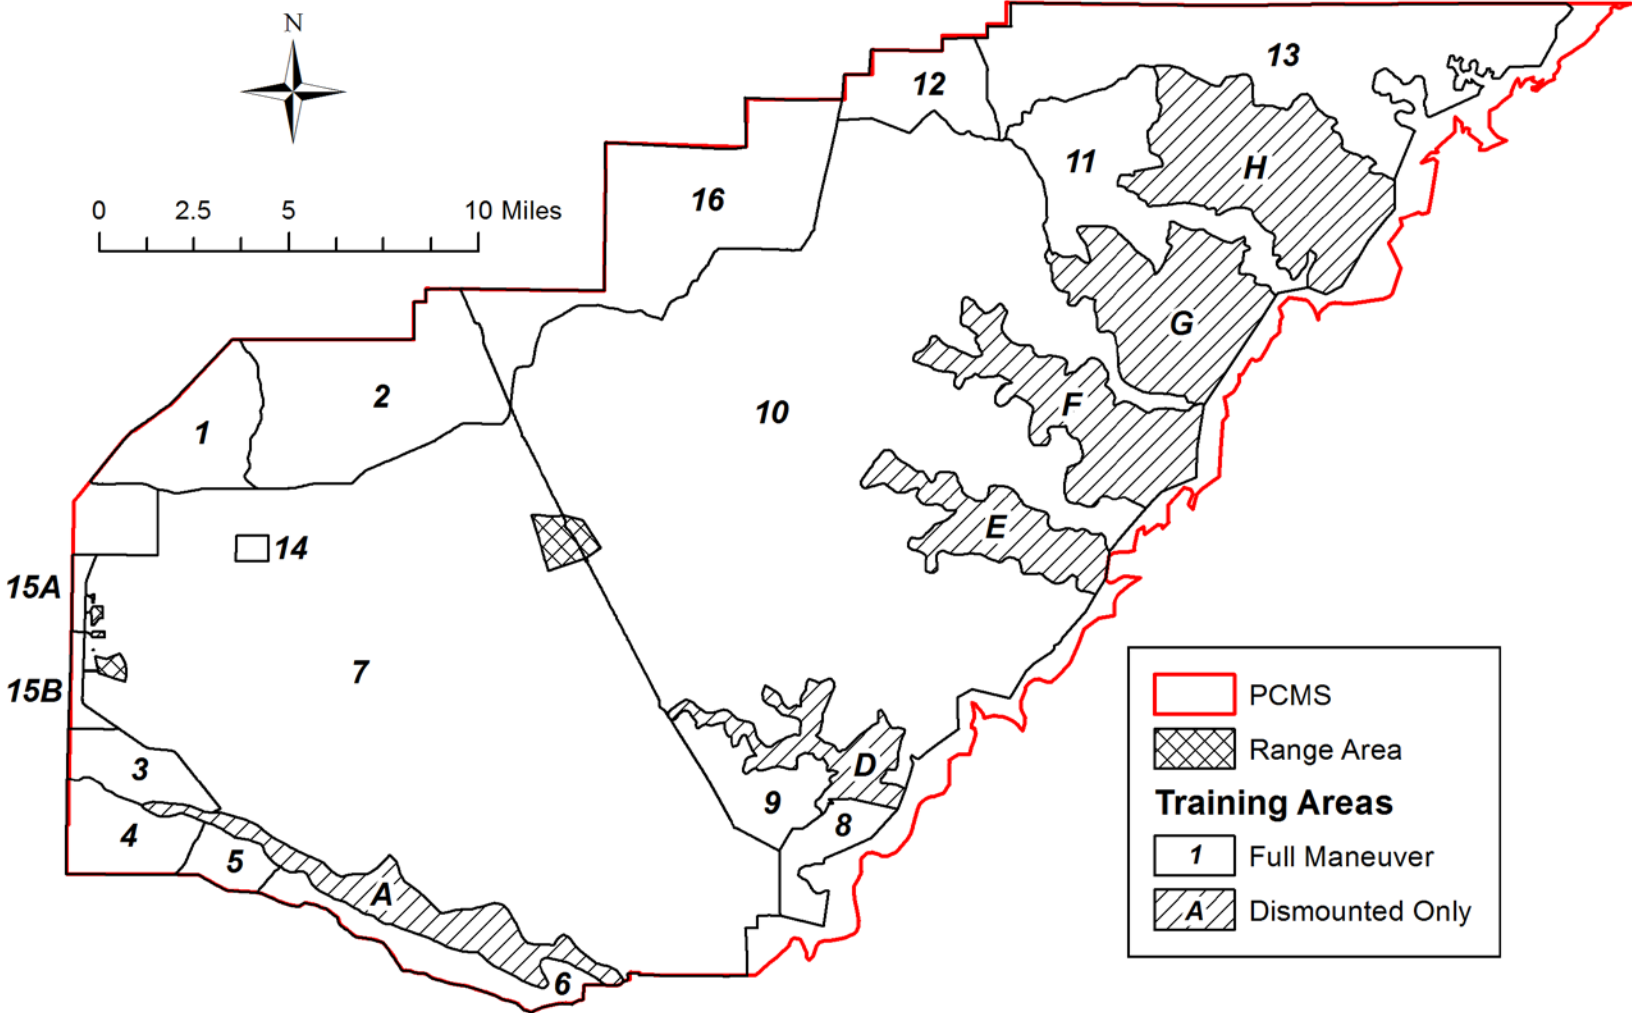 N
13
12
11
H
16
0 2.5 5 10 Miles
G
2
10
F
1
E
14
15A
7
15B
PCMS
Range Area
Training Areas
1 Full Maneuver
A Dismounted Only
3
D
9
8
4
5
A
6